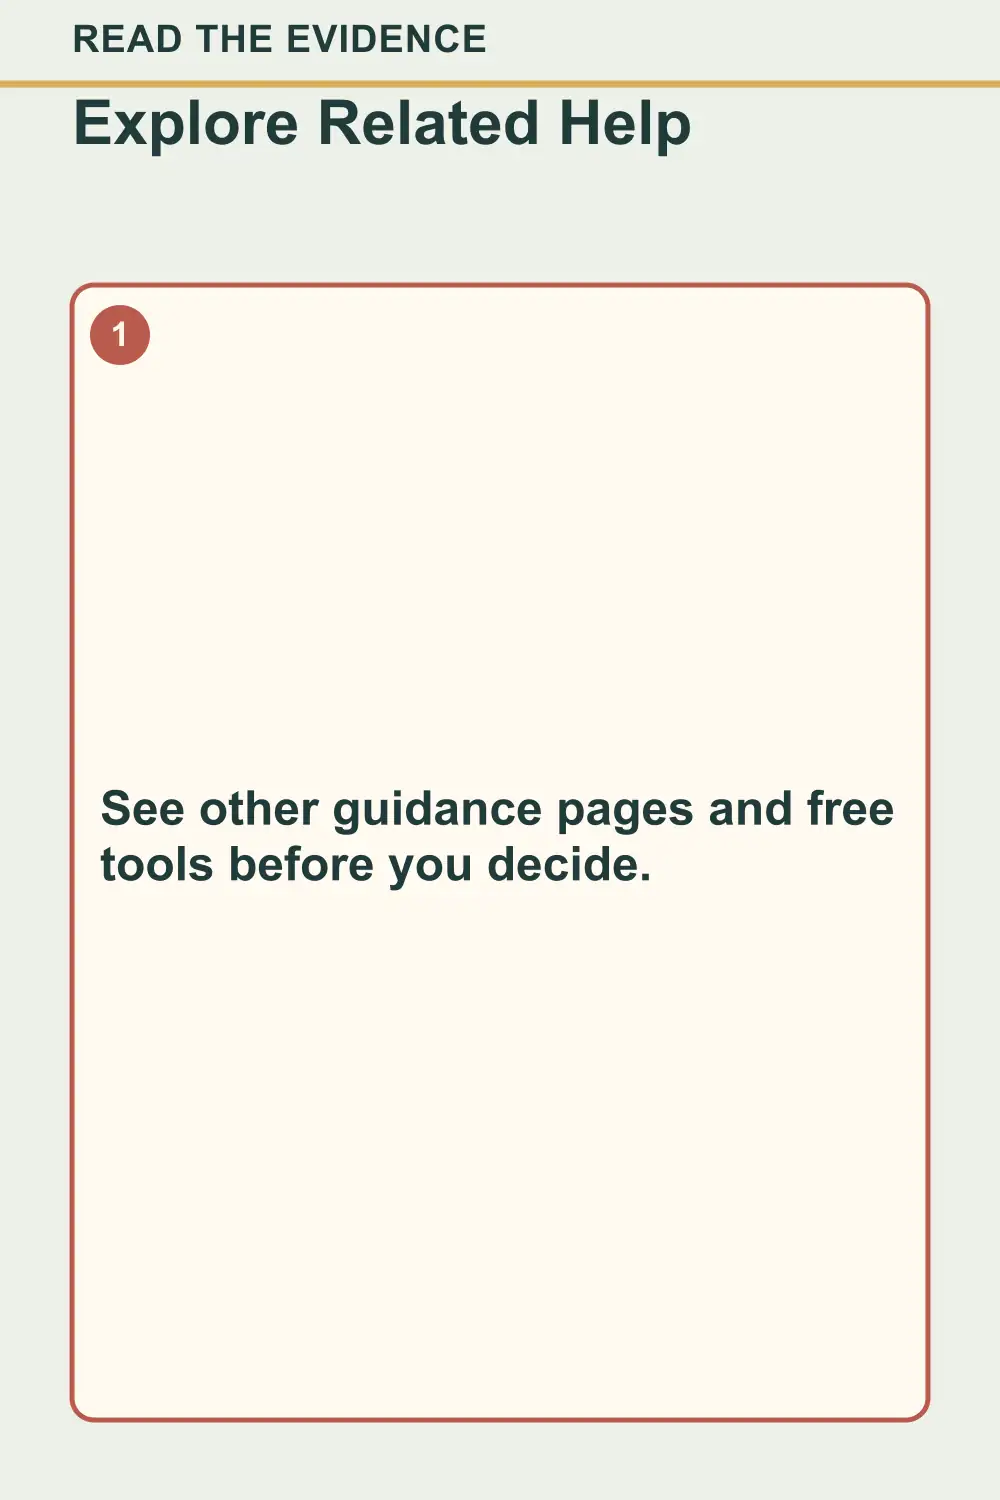 READ THE EVIDENCE
Explore Related Help
1
See other guidance pages and free
tools before you decide.